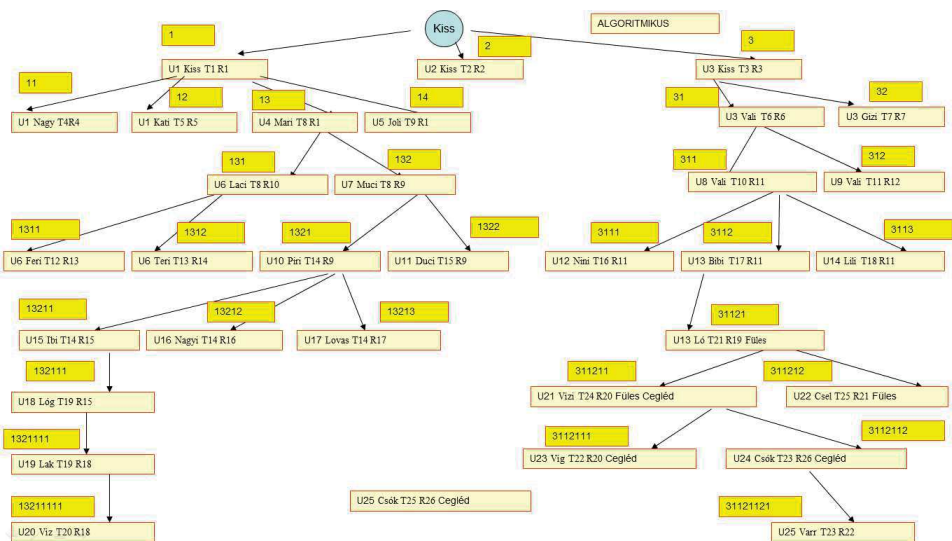 Kiss
ALGORITMIKUS
1
2
3
U1 Kiss T1 R1
U2 Kiss T2 R2
U3 Kiss T3 R3
11
12
13
14
31
32
U1 Nagy T4R4
U1 Kati T5 R5
U4 Mari T8 R1
U5 Joli T9 R1
U3 Vali T6 R6
U3 Gizi T7 R7
131
132
311
312
U6 Laci T8 R10
U7 Muci T8 R9
U8 Vali T10 R11
U9 Vali T11 R12
1311
1312
1321
1322
3111
3112
3113
U6 Feri T12 R13
U6 Teri T13 R14
U10 Piri T14 R9
U11 Duci T15 R9
U12 Nini T16 R11
U13 Bibi T17 R11
U14 Lili T18 R11
13211
13212
13213
31121
U15 Ibi T14 R15
U16 Nagyi T14 R16
U17 Lovas T14 R17
U13 Ló T21 R19 Füles
132111
311211
311212
U18 Lóg T19 R15
U21 Vizi T24 R20 Füles Cegléd
U22 Csel T25 R21 Füles
1321111
3112111
3112112
U19 Lak T19 R18
U23 Vig T22 R20 Cegléd
U24 Csók T23 R26 Cegléd
13211111
U25 Csók T25 R26 Cegléd
31121121
U20 Viz T20 R18
U25 Varr T23 R22